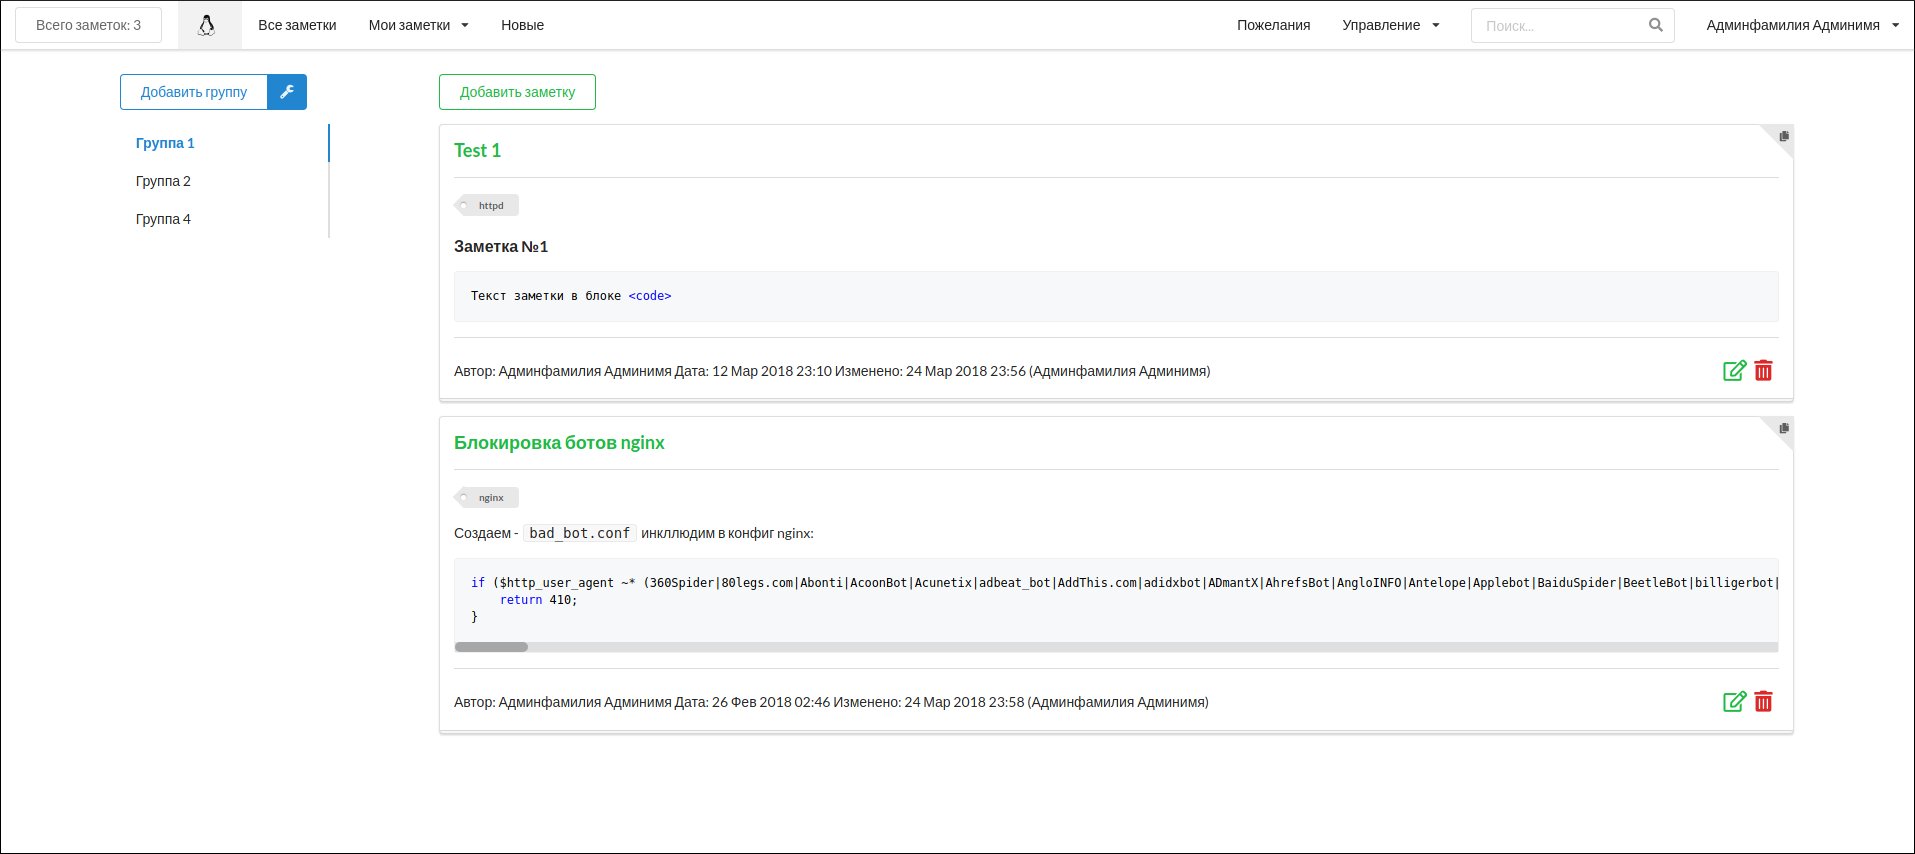 Всего заметок: 3 Все заметки Мои заметки Новые Пожелания Управление Поиск... Админфамилия Админимя
Добавить группу
Группа 1
Группа 2
Группа 4
Добавить заметку
Test 1
httpd
Заметка №1
Текст заметки в блоке <code>
Автор: Админфамилия Админимя Дата: 12 Мар 2018 23:10 Изменено: 24 Мар 2018 23:56 (Админфамилия Админимя)
Блокировка ботов nginx
nginx
Создаем - bad_bot.conf инкллюдим в конфиг nginx:
if ($http_user_agent ~* (360Spider|80legs.com|Abonti|AcoonBot|Acunetix|adbeat_bot|AddThis.com|adidxbot|ADmantX|AhrefsBot|AngloINFO|Antelope|Applebot|BaiduSpider|BeetleBot|billigerbot|
return 410;
}
Автор: Админфамилия Админимя Дата: 26 Фев 2018 02:46 Изменено: 24 Мар 2018 23:58 (Админфамилия Админимя)